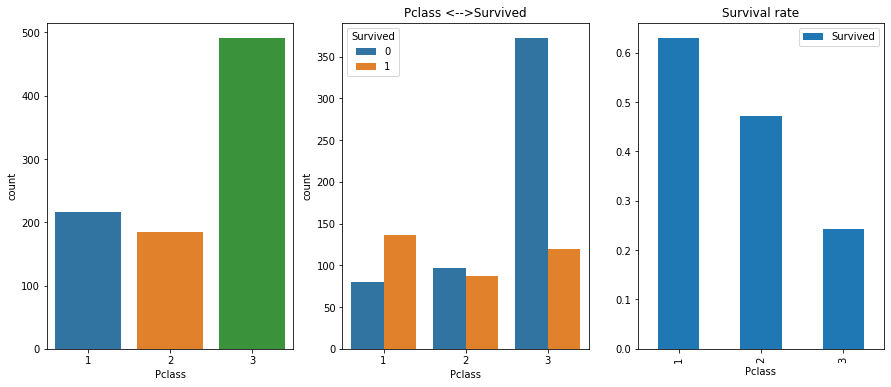 500
400
300
200
100
0
count
1 2 3
Pclass
Pclass <-->Survived
Survived
0
1
350
300
250
200
150
100
50
0
count
1 2 3
Pclass
Survival rate
Survived
0.6
0.5
0.4
0.3
0.2
0.1
0.0
1 2 3
Pclass